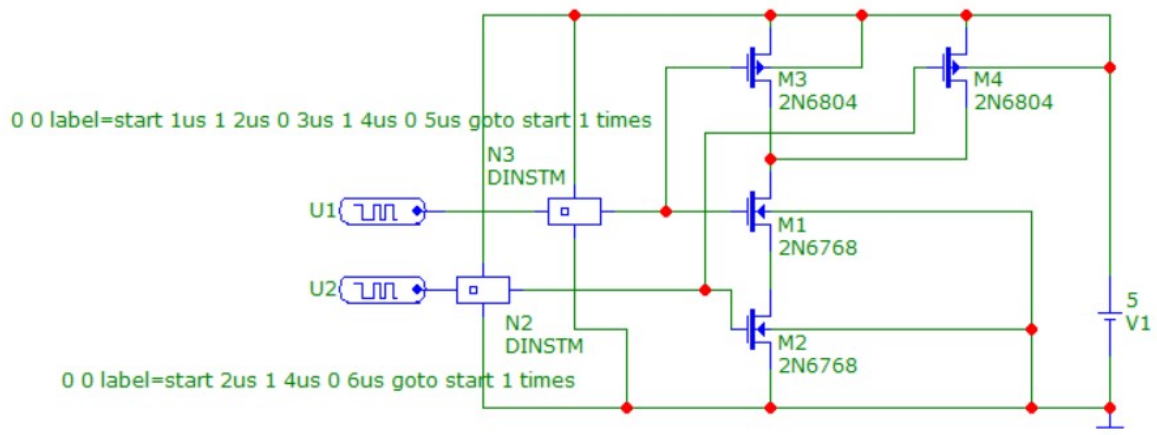 M3
2N6804
M4
2N6804
0 0 label=start 1us 1 2us 0 3us 1 4us 0 5us goto start 1 times
N3
DINSTM
U1
M1
2N6768
U2
5
V1
N2
DINSTM
M2
2N6768
0 0 label=start 2us 1 4us 0 6us goto start 1 times